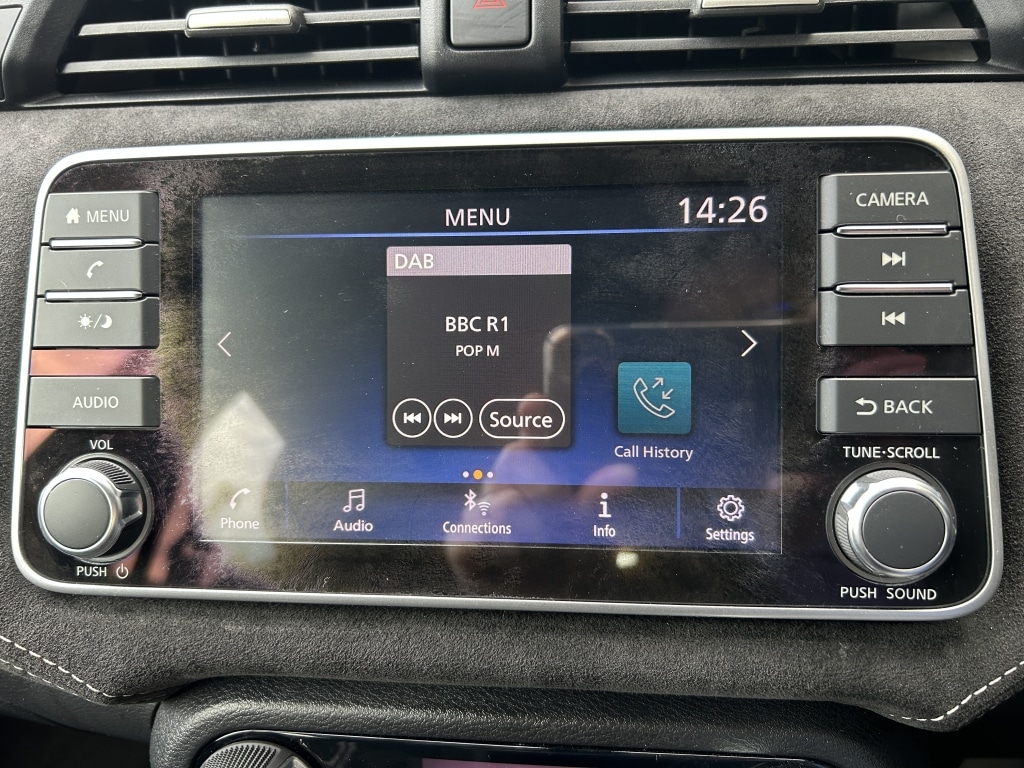 MENU
AUDIO
VOL
PUSH
MENU
14:26
DAB
BBC R1
POP M
Source
Call History
Phone
Audio
Connections
Info
Settings
CAMERA
BACK
TUNE·SCROLL
PUSH SOUND